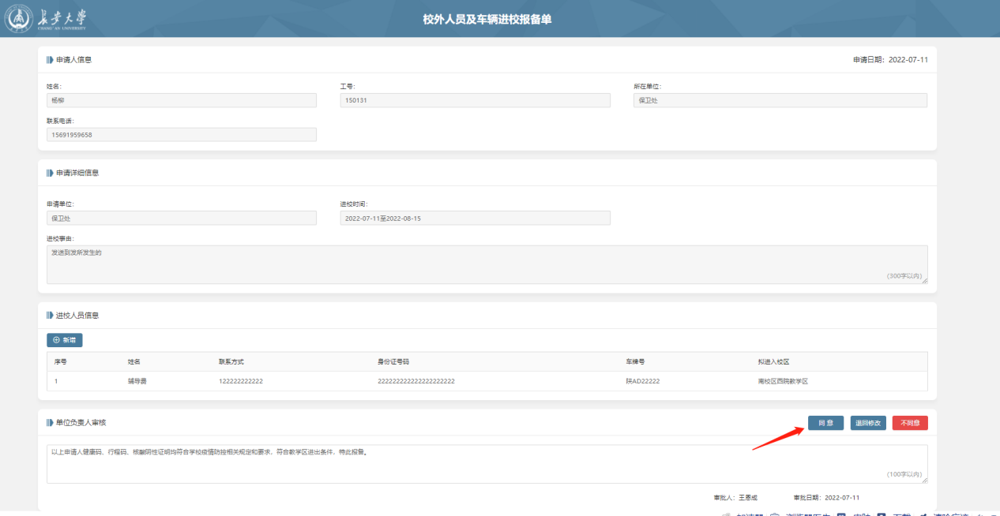 长安大学
CHANG'AN UNIVERSITY
校外人员及车辆进校报备单
申请人信息
申请日期：2022-07-11
姓名: 工号: 所在单位:
杨柳 150131 保卫处
联系电话:
15691959658
申请详细信息
申请单位: 进校时间:
保卫处 2022-07-11至2022-08-15
进校事由:
发送到发所发生的
(300字以内)
进校人员信息
新增
序号 姓名 联系方式 身份证号码 车牌号 拟进入校区
1 辅导费 122222222222 222222222222222222222 陕AD22222 南校区西院教学区
单位负责人审核 同意 退回修改 不同意
以上申请人健康码、行程码、核酸阴性证明均符合学校疫情防控相关规定和要求，符合教学区进出条件，特此报备。
(100字以内)
审批人：王恩成 审批日期：2022-07-11